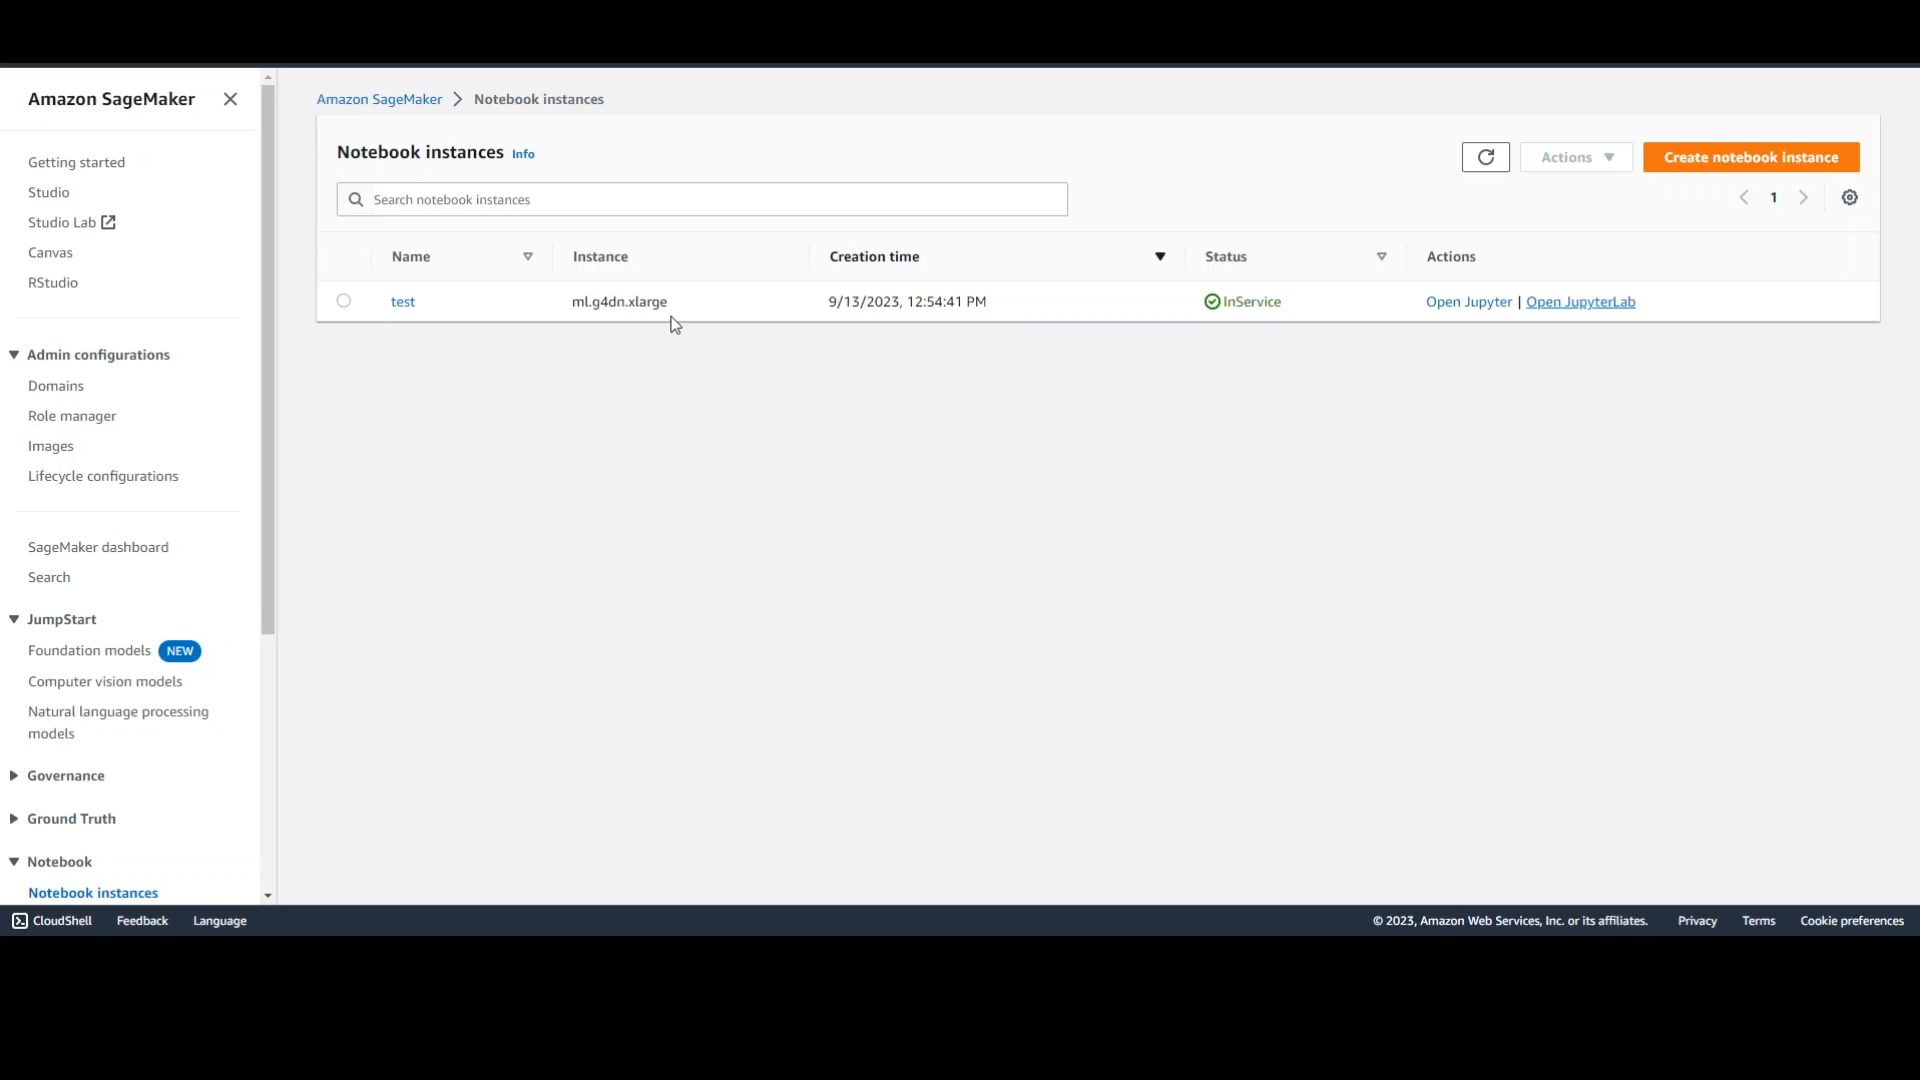 Amazon SageMaker
Getting started
Studio
Studio Lab
Canvas
RStudio
Admin configurations
Domains
Role manager
Images
Lifecycle configurations
SageMaker dashboard
Search
JumpStart
Foundation models NEW
Computer vision models
Natural language processing
models
Governance
Ground Truth
Notebook
Notebook instances
Amazon SageMaker > Notebook instances
Notebook instances Info
Actions
Create notebook instance
Search notebook instances
1
Name Instance Creation time Status Actions
test ml.g4dn.xlarge 9/13/2023, 12:54:41 PM InService Open Jupyter | Open JupyterLab
CloudShell Feedback Language © 2023, Amazon Web Services, Inc. or its affiliates. Privacy Terms Cookie preferences